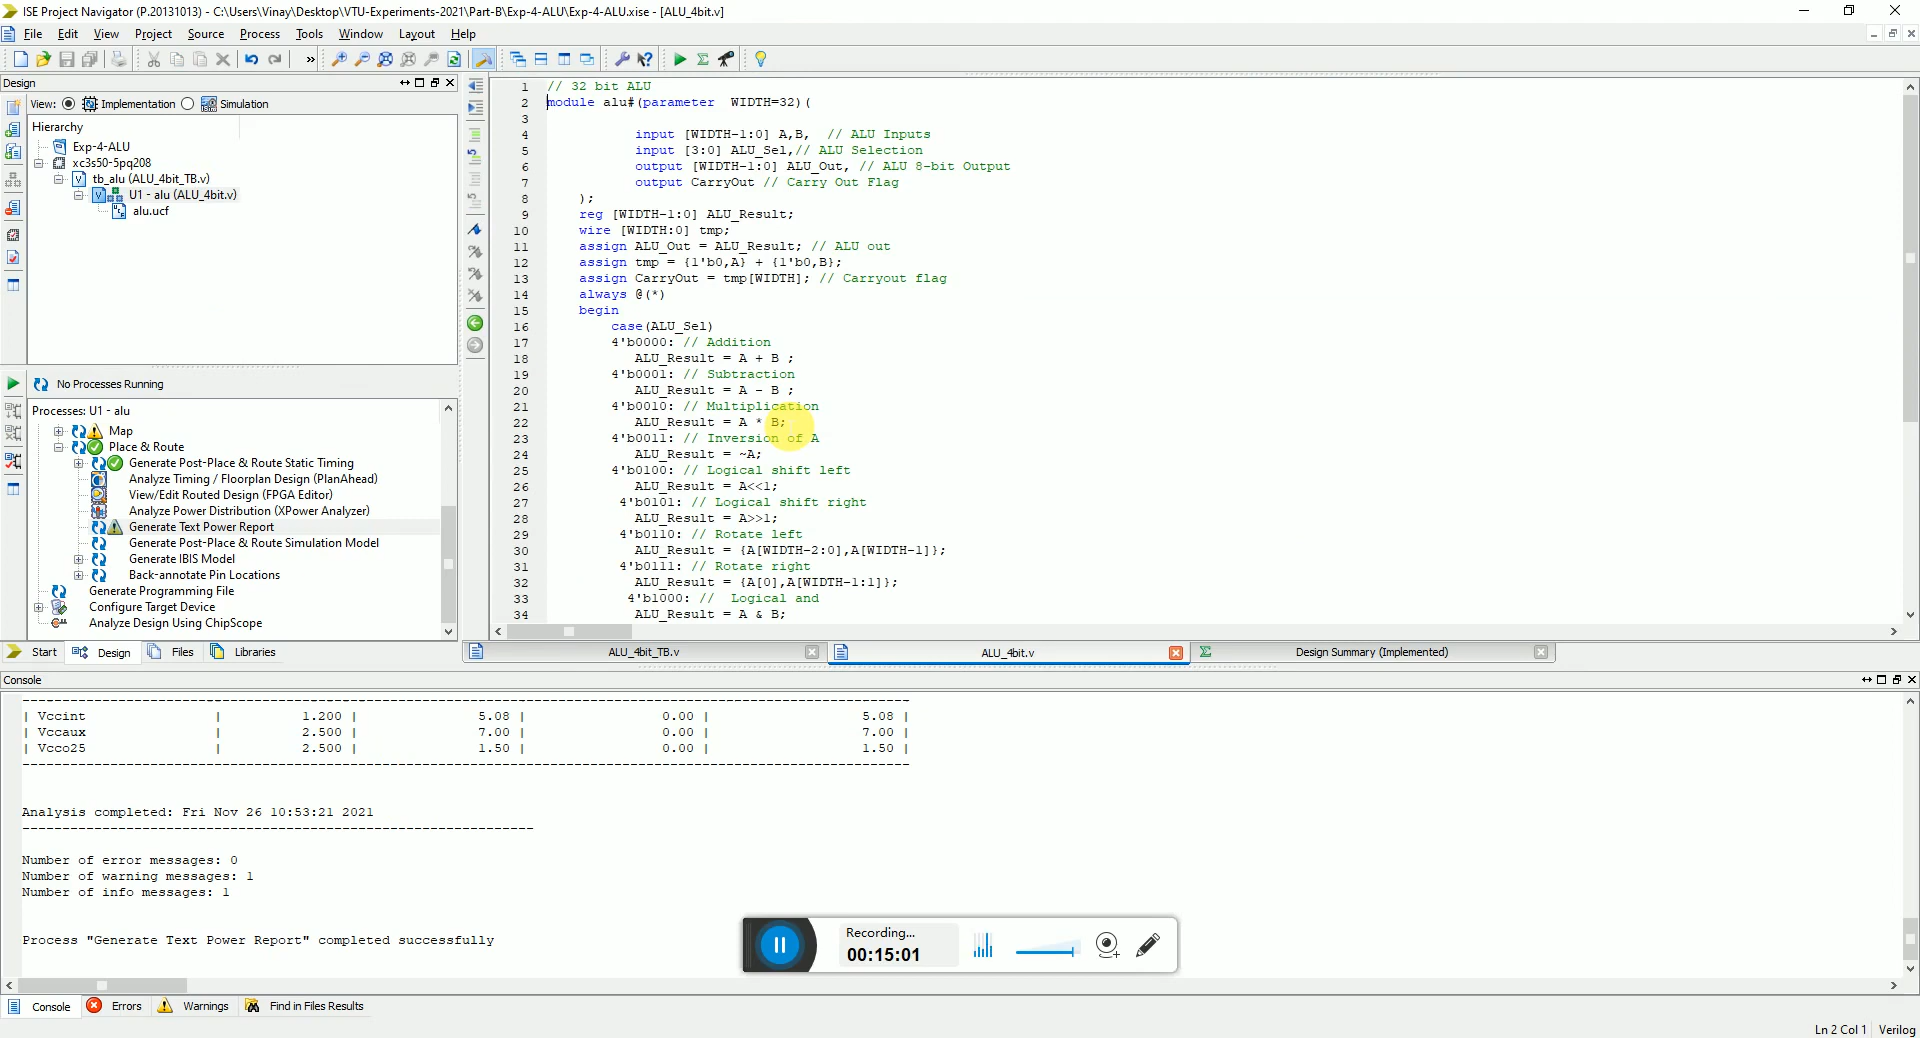 ISE Project Navigator (P.20131013) - C:\Users\Vinay\Desktop\VTU-Experiments-2021\Part-B\Exp-4-ALU\Exp-4-ALU.xise - [ALU_4bit.v]
File Edit View Project Source Process Tools Window Layout Help
»
Design
View: Implementation Simulation
Hierarchy
Exp-4-ALU
xc3s50-5pq208
tb_alu (ALU_4bit_TB.v)
U1 - alu (ALU_4bit.v)
alu.ucf
No Processes Running
Processes: U1 - alu
Map
Place & Route
Generate Post-Place & Route Static Timing
Analyze Timing / Floorplan Design (PlanAhead)
View/Edit Routed Design (FPGA Editor)
Analyze Power Distribution (XPower Analyzer)
Generate Text Power Report
Generate Post-Place & Route Simulation Model
Generate IBIS Model
Back-annotate Pin Locations
Generate Programming File
Configure Target Device
Analyze Design Using ChipScope
Start Design Files Libraries
1 // 32 bit ALU
2 module alu#(parameter WIDTH=32)(
3
4 input [WIDTH-1:0] A,B, // ALU Inputs
5 input [3:0] ALU_Sel,// ALU Selection
6 output [WIDTH-1:0] ALU_Out, // ALU 8-bit Output
7 output CarryOut // Carry Out Flag
8 );
9 reg [WIDTH-1:0] ALU_Result;
10 wire [WIDTH:0] tmp;
11 assign ALU_Out = ALU_Result; // ALU out
12 assign tmp = {1'b0,A} + {1'b0,B};
13 assign CarryOut = tmp[WIDTH]; // Carryout flag
14 always @(*)
15 begin
16 case(ALU_Sel)
17 4'b0000: // Addition
18 ALU_Result = A + B ;
19 4'b0001: // Subtraction
20 ALU_Result = A - B ;
21 4'b0010: // Multiplication
22 ALU_Result = A * B;
23 4'b0011: // Inversion of A
24 ALU_Result = ~A;
25 4'b0100: // Logical shift left
26 ALU_Result = A<<1;
27 4'b0101: // Logical shift right
28 ALU_Result = A>>1;
29 4'b0110: // Rotate left
30 ALU_Result = {A[WIDTH-2:0],A[WIDTH-1]};
31 4'b0111: // Rotate right
32 ALU_Result = {A[0],A[WIDTH-1:1]};
33 4'b1000: // Logical and
34 ALU_Result = A & B;
ALU_4bit_TB.v ALU_4bit.v Design Summary (Implemented)
Console
| Vccint | 1.200 | 5.08 | 0.00 | 5.08 |
| Vccaux | 2.500 | 7.00 | 0.00 | 7.00 |
| Vcco25 | 2.500 | 1.50 | 0.00 | 1.50 |
Analysis completed: Fri Nov 26 10:53:21 2021
Number of error messages: 0
Number of warning messages: 1
Number of info messages: 1
Process "Generate Text Power Report" completed successfully
Recording...
00:15:01
Console Errors Warnings Find in Files Results
Ln 2 Col 1 Verilog